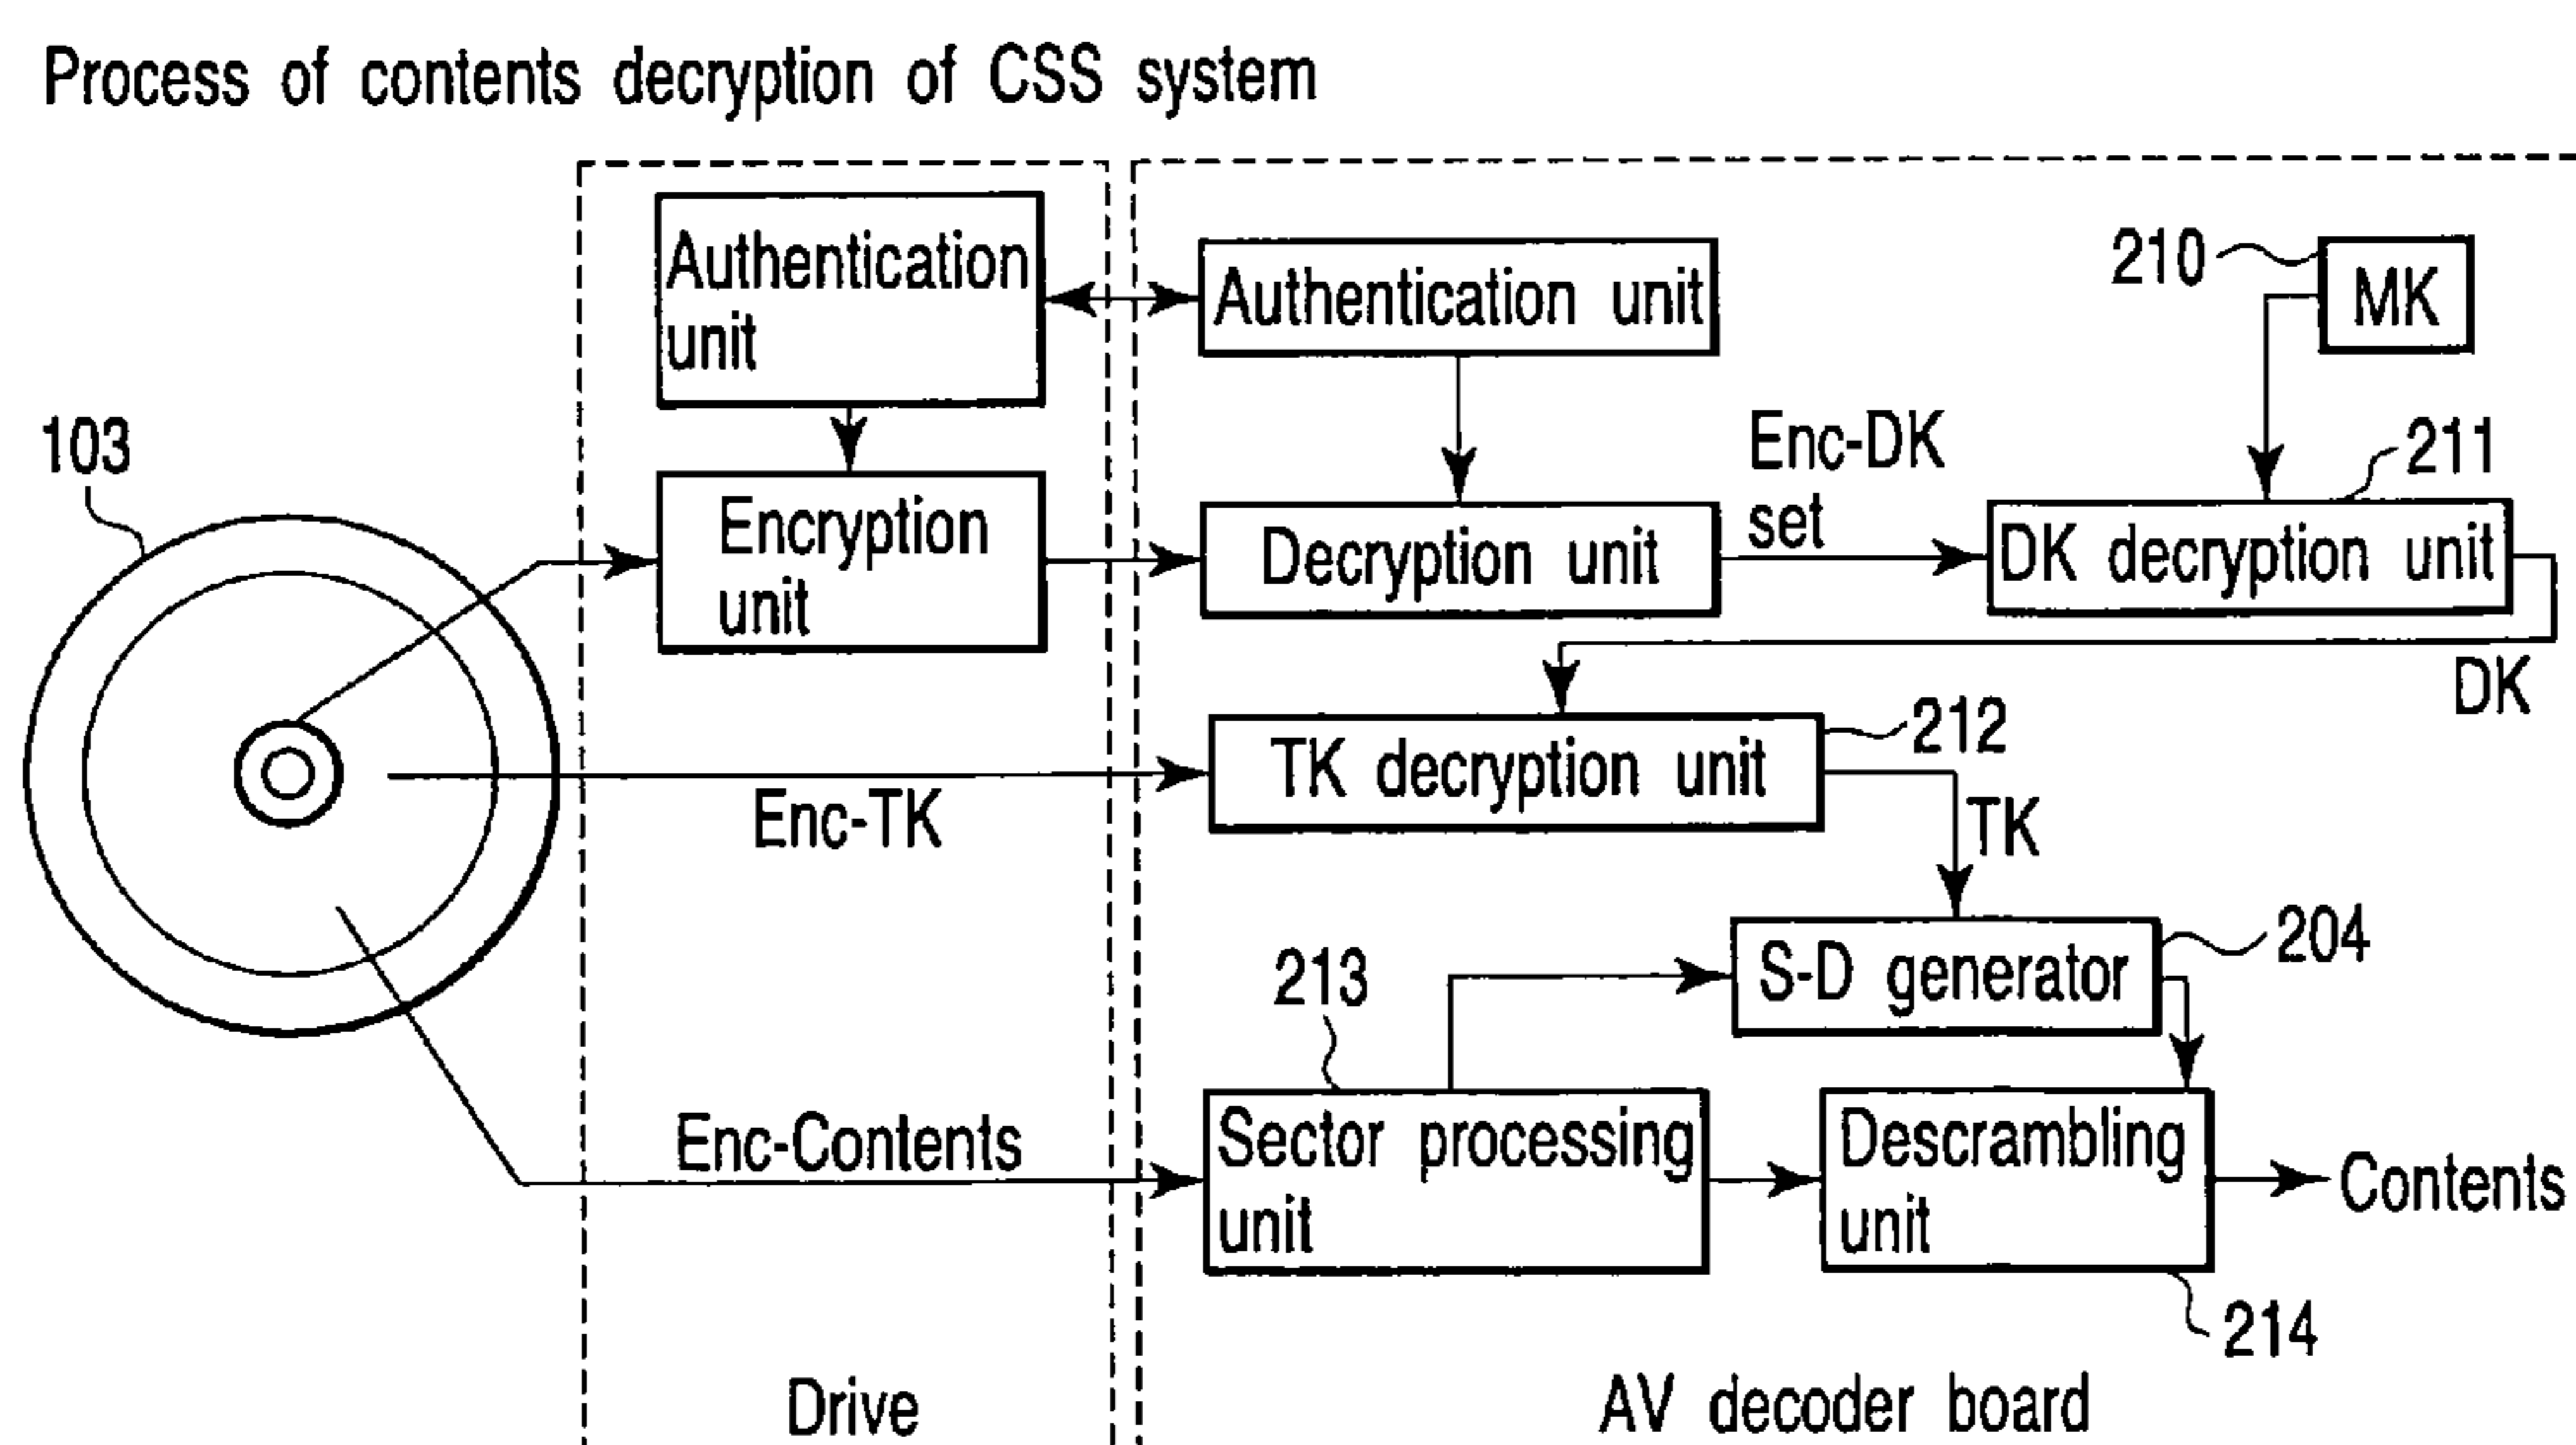 Process of contents decryption of CSS system
Authentication
unit
Authentication unit
210
MK
103
Encryption
unit
Decryption unit
Enc-DK
set
211
DK decryption unit
DK
TK decryption unit
212
Enc-TK
TK
S-D generator
204
213
Enc-Contents
Sector processing
unit
Descrambling
unit
Contents
214
Drive
AV decoder board